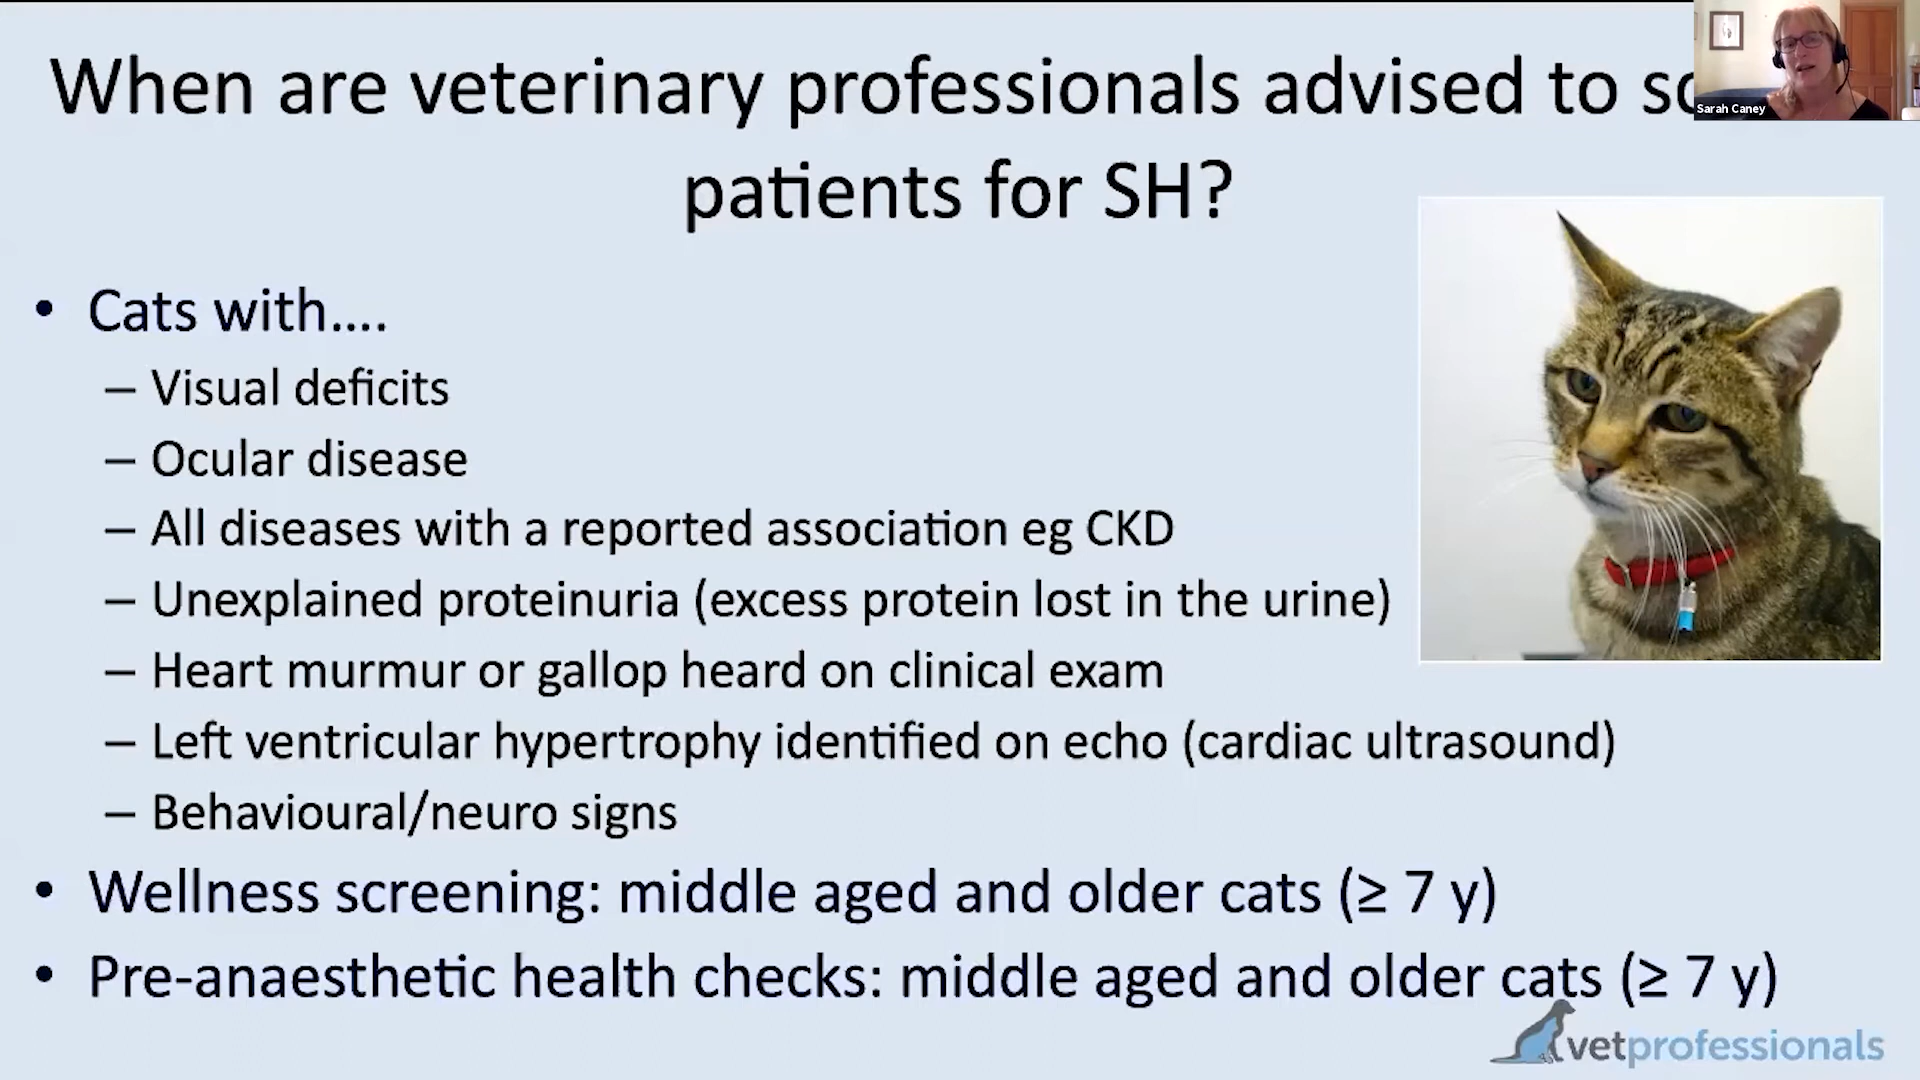 When are veterinary professionals advised to
patients for SH?
Sarah Caney
• Cats with....
– Visual deficits
– Ocular disease
– All diseases with a reported association eg CKD
– Unexplained proteinuria (excess protein lost in the urine)
– Heart murmur or gallop heard on clinical exam
– Left ventricular hypertrophy identified on echo (cardiac ultrasound)
– Behavioural/neuro signs
• Wellness screening: middle aged and older cats (≥ 7 y)
• Pre-anaesthetic health checks: middle aged and older cats (≥ 7 y)
vetprofessionals